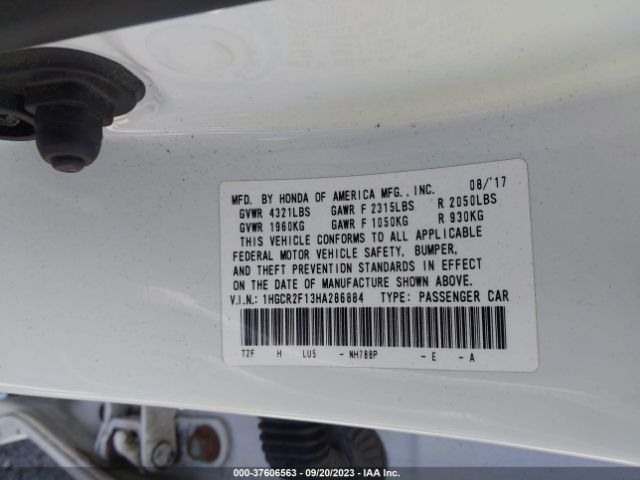 MFD. BY HONDA OF AMERICA MFG., INC. 08/'17
GVWR 4321LBS GAWR F 2315LBS R 2050LBS
GVWR 1960KG GAWR F 1050KG R 930KG
THIS VEHICLE CONFORMS TO ALL APPLICABLE
FEDERAL MOTOR VEHICLE SAFETY, BUMPER,
AND THEFT PREVENTION STANDARDS IN EFFECT
ON THE DATE OF MANUFACTURE SHOWN ABOVE.
V.I.N.: 1HGCR2F13HA286884 TYPE: PASSENGER CAR
T2F H LU5 - NH788P - E - A
000-37606563 - 09/20/2023 - IAA Inc.